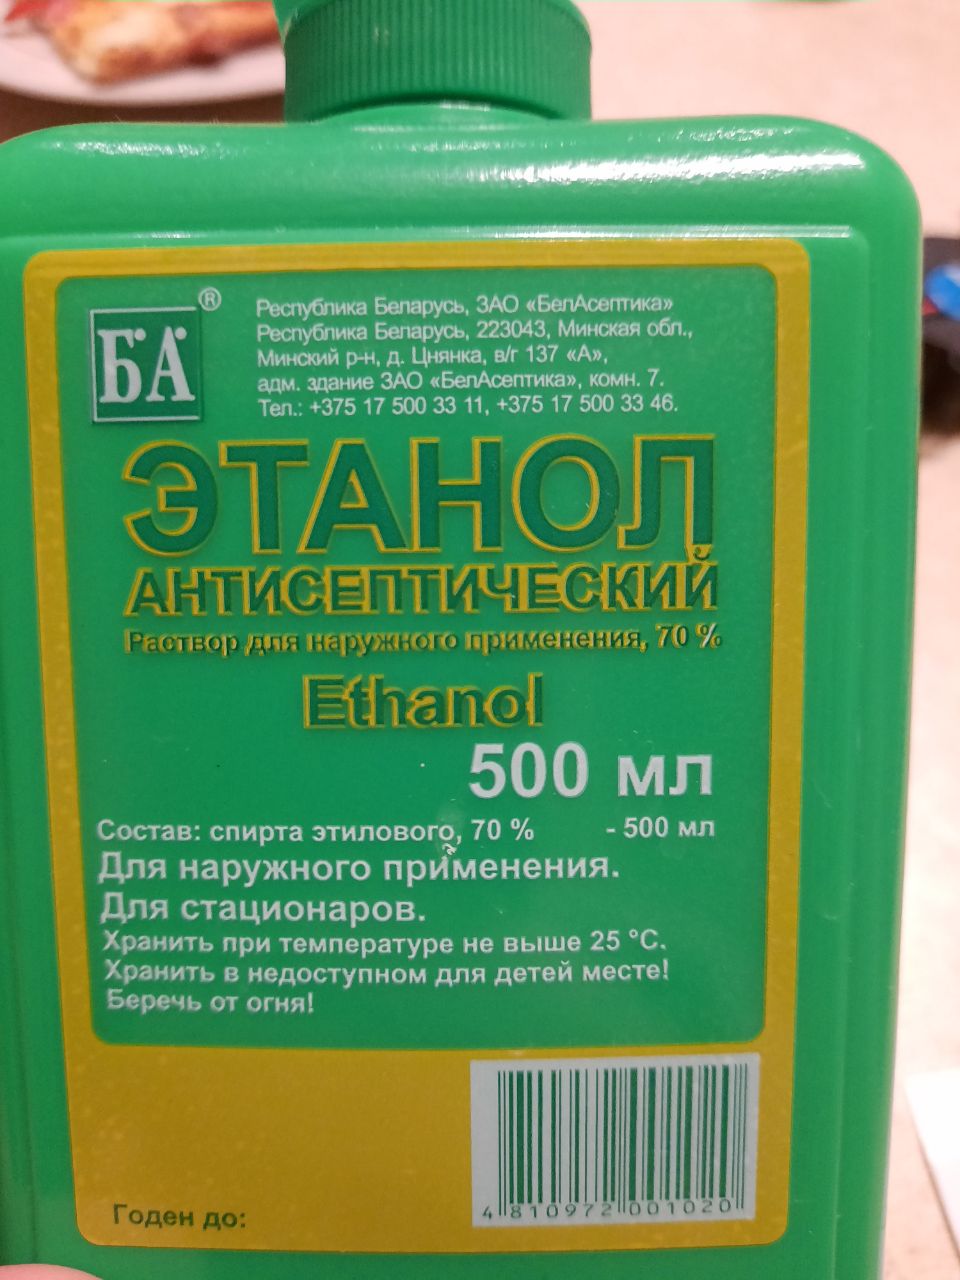 БА®
Республика Беларусь, ЗАО «БелАсептика»
Республика Беларусь, 223043, Минская обл.,
Минский р-н, д. Цнянка, в/г 137 «А»,
адм. здание ЗАО «БелАсептика», комн. 7.
Тел.: +375 17 500 33 11, +375 17 500 33 46.
ЭТАНОЛ
АНТИСЕПТИЧЕСКИЙ
Раствор для наружного применения, 70 %
Ethanol
500 мл
Состав: спирта этилового, 70 % - 500 мл
Для наружного применения.
Для стационаров.
Хранить при температуре не выше 25 °С.
Хранить в недоступном для детей месте!
Беречь от огня!
4 810972 001020
Годен до: